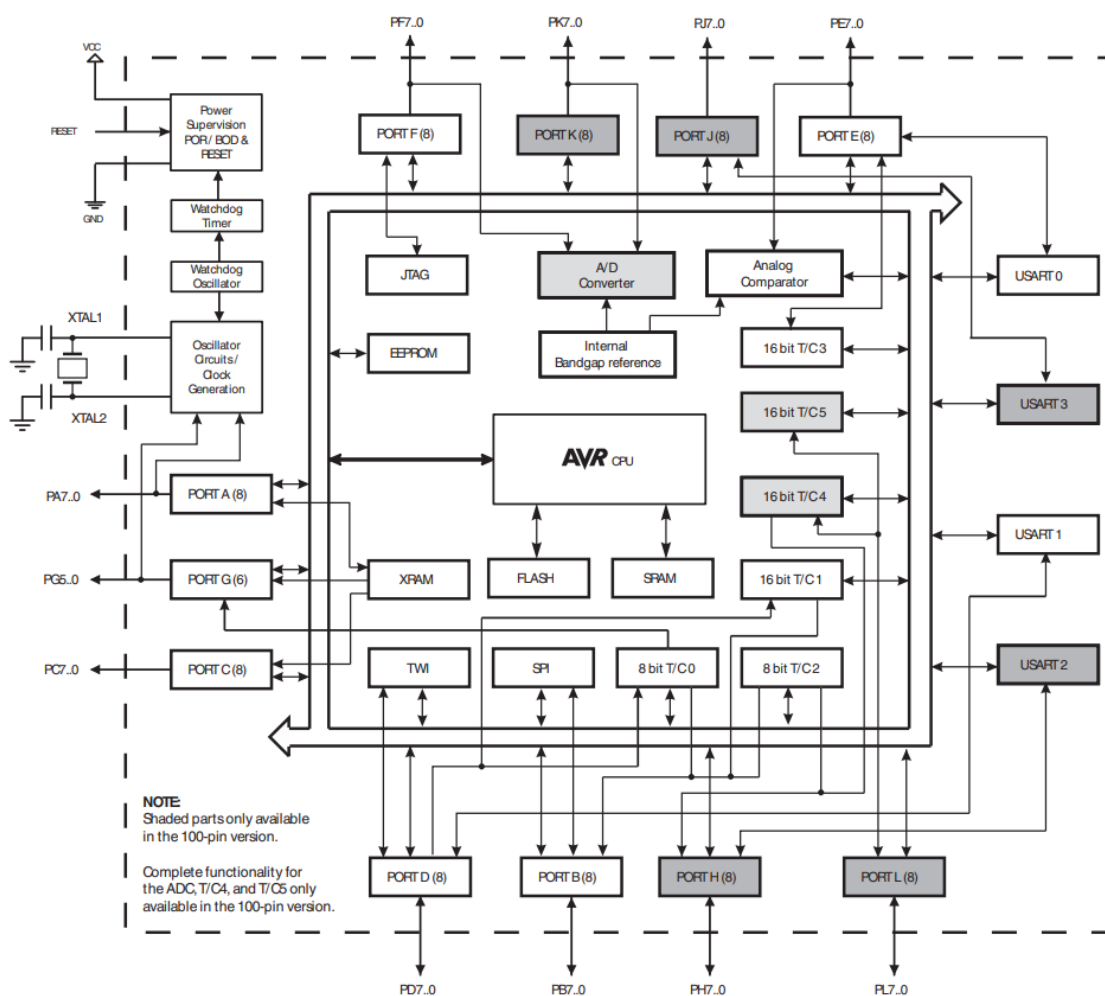 PF7..0
PK7..0
PJ7..0
PE7..0
VCC
RESET
GND
Power
Supervision
POR / BOD &
RESET
PORT F (8)
PORT K (8)
PORT J (8)
PORT E (8)
Watchdog
Timer
Watchdog
Oscillator
JTAG
A/D
Converter
Analog
Comparator
USART 0
XTAL1
XTAL2
Oscillator
Circuits /
Clock
Generation
EEPROM
Internal
Bandgap reference
16 bit T/C3
16 bit T/C5
USART 3
AVR CPU
PA7..0
PORT A (8)
16 bit T/C4
USART 1
PG5..0
PORT G (6)
XRAM
FLASH
SRAM
16 bit T/C1
PC7..0
PORT C (8)
TWI
SPI
8 bit T/C0
8 bit T/C2
USART 2
NOTE:
Shaded parts only available
in the 100-pin version.
Complete functionality for
the ADC, T/C4, and T/C5 only
available in the 100-pin version.
PORT D (8)
PORT B (8)
PORT H (8)
PORT L (8)
PD7..0
PB7..0
PH7..0
PL7..0